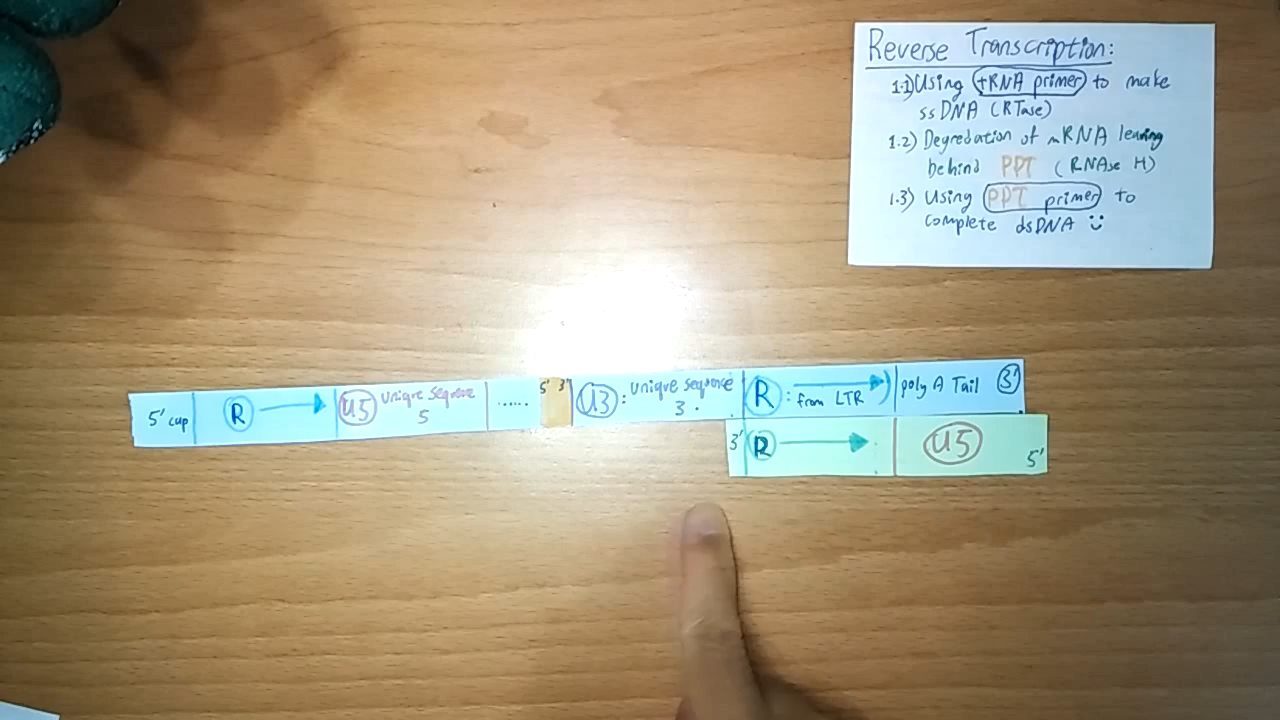 Reverse Transcription:
1.1) Using tRNA primer to make
ssDNA (RTase)
1.2) Degredation of mRNA leaving
behind PPT (RNAse H)
1.3) Using PPT primer to
complete dsDNA
5' cap
R
U5 unique sequence
5
......
5' 3'
U3 : unique sequence
3
R : from LTR
poly A Tail 3'
3' R
U5
5'